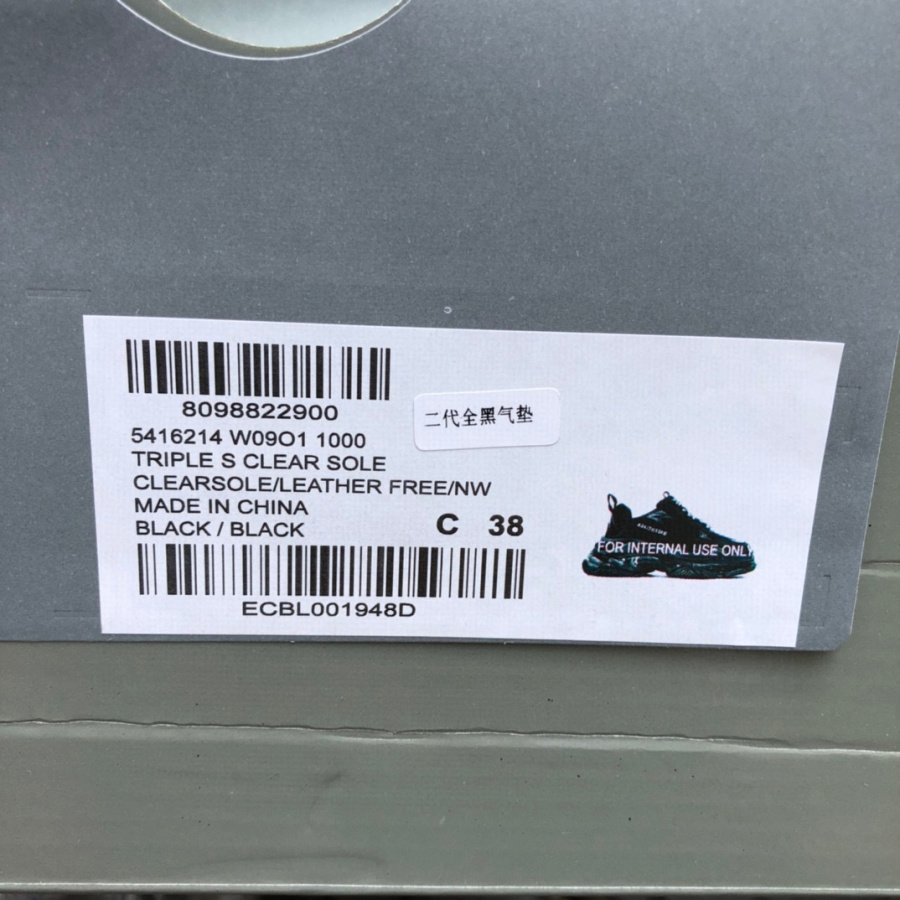 8098822900
5416214 W09O1 1000
二代全黑气垫
TRIPLE S CLEAR SOLE
CLEARSOLE/LEATHER FREE/NW
MADE IN CHINA
BLACK / BLACK
C 38
FOR INTERNAL USE ONLY
ECBL001948D